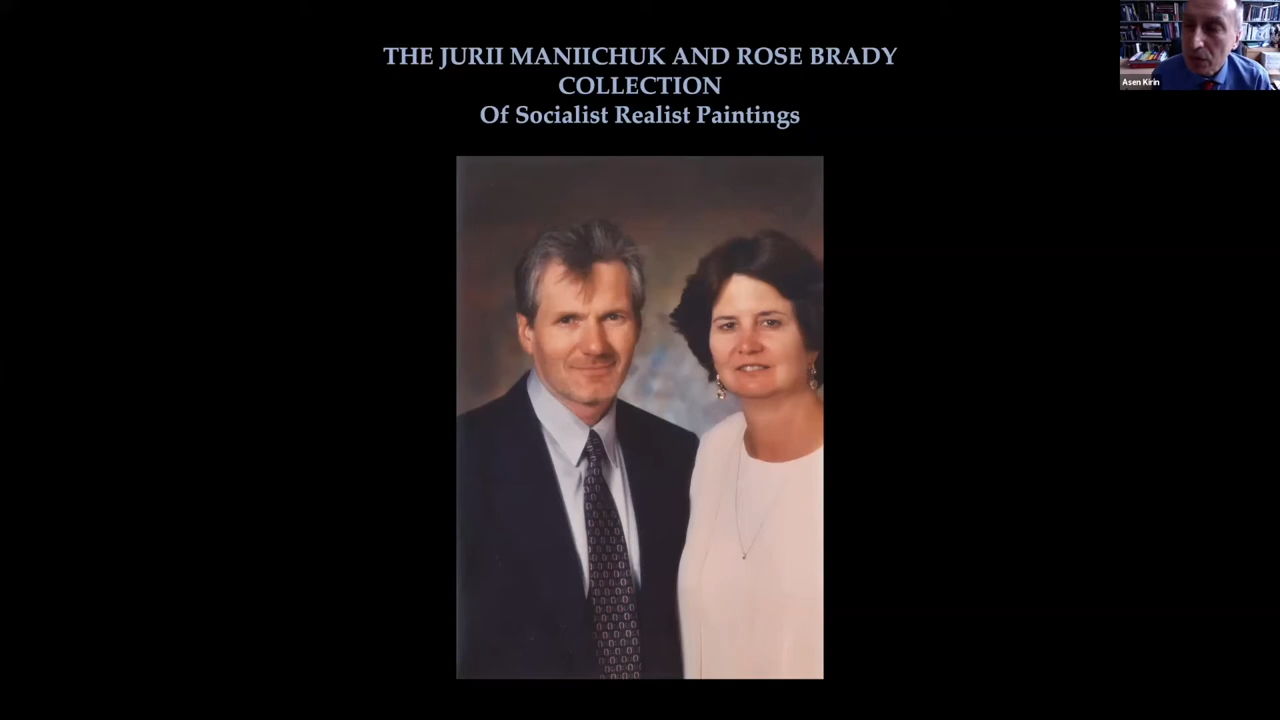 THE JURII MANIICHUK AND ROSE BRADY
COLLECTION
Of Socialist Realist Paintings
Asen Kirin